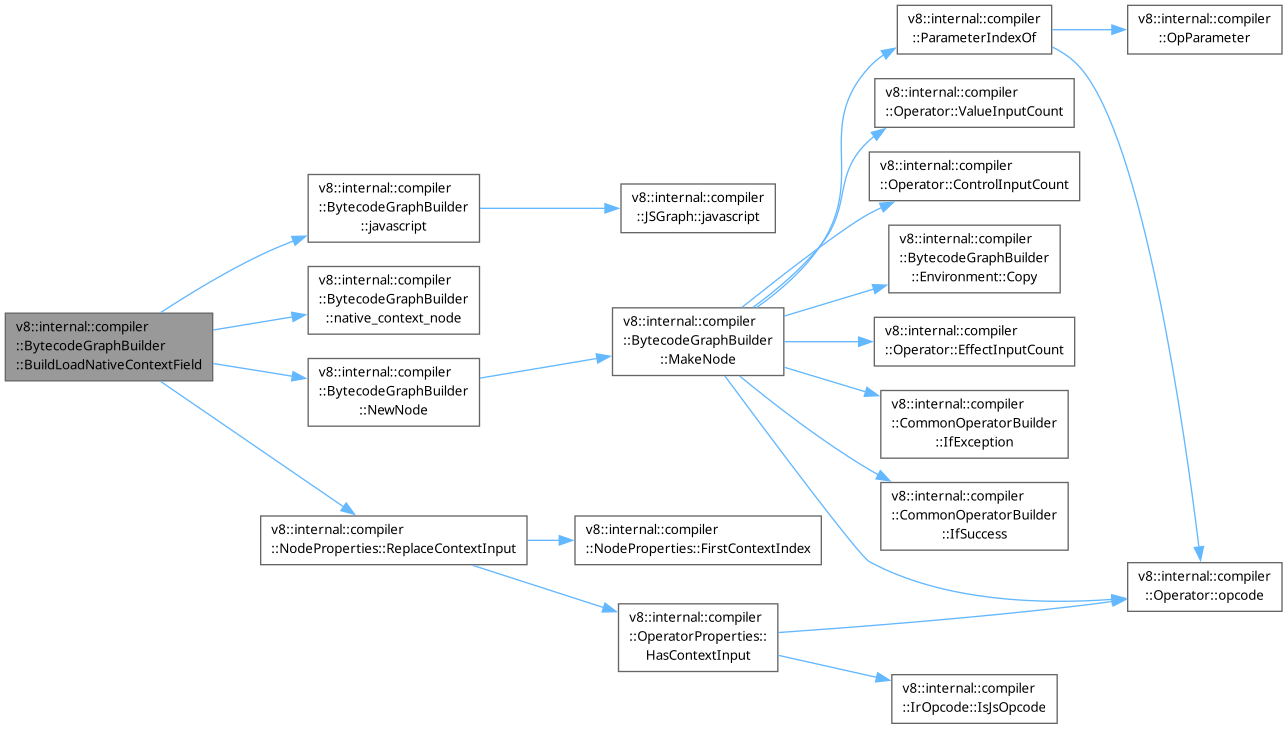 v8::internal::compiler
::BytecodeGraphBuilder
::BuildLoadNativeContextField
v8::internal::compiler
::BytecodeGraphBuilder
::javascript
v8::internal::compiler
::JSGraph::javascript
v8::internal::compiler
::BytecodeGraphBuilder
::native_context_node
v8::internal::compiler
::BytecodeGraphBuilder
::NewNode
v8::internal::compiler
::BytecodeGraphBuilder
::MakeNode
v8::internal::compiler
::ParameterIndexOf
v8::internal::compiler
::OpParameter
v8::internal::compiler
::Operator::ValueInputCount
v8::internal::compiler
::Operator::ControlInputCount
v8::internal::compiler
::BytecodeGraphBuilder
::Environment::Copy
v8::internal::compiler
::Operator::EffectInputCount
v8::internal::compiler
::CommonOperatorBuilder
::IfException
v8::internal::compiler
::CommonOperatorBuilder
::IfSuccess
v8::internal::compiler
::Operator::opcode
v8::internal::compiler
::NodeProperties::ReplaceContextInput
v8::internal::compiler
::NodeProperties::FirstContextIndex
v8::internal::compiler
::OperatorProperties::
HasContextInput
v8::internal::compiler
::IrOpcode::IsJsOpcode